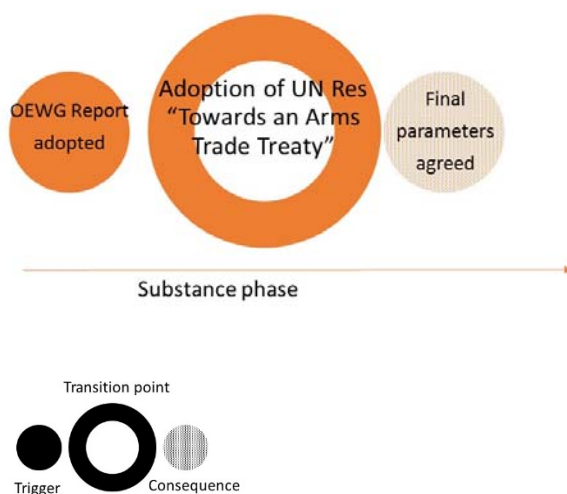 OEWG Report
adopted
Adoption of UN Res
“Towards an Arms
Trade Treaty”
Final
parameters
agreed
Substance phase
Transition point
Trigger
Consequence